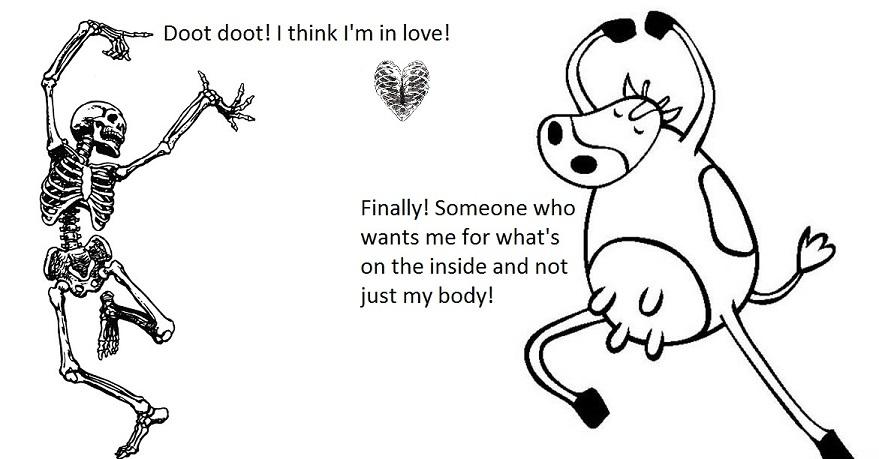 Doot doot! I think I'm in love!
Finally! Someone who
wants me for what's
on the inside and not
just my body!